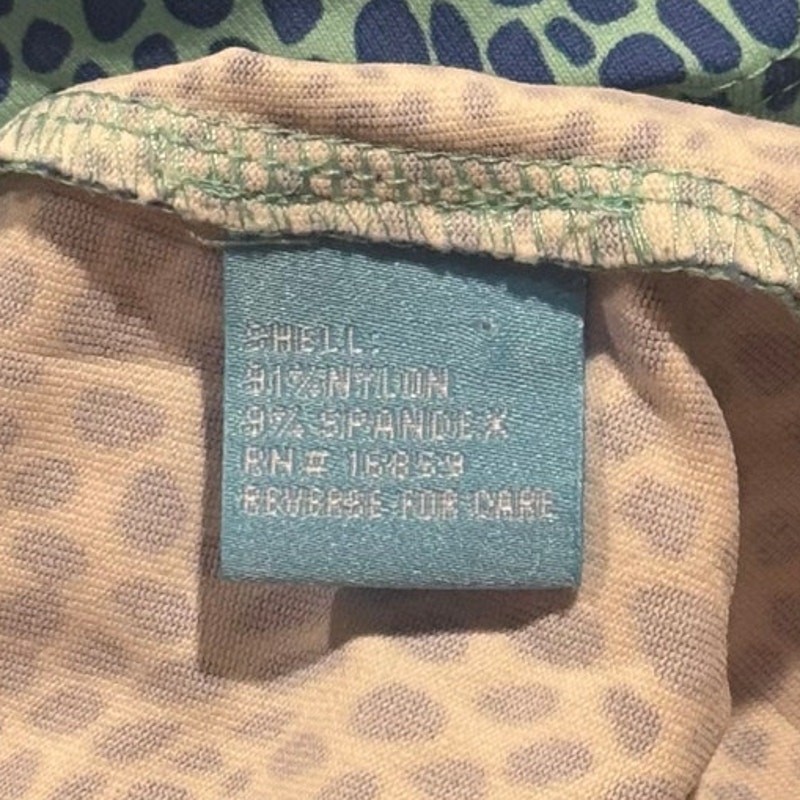 SHELL:
91%NYLON
9% SPANDEX
RN# 16859
REVERSE FOR CARE